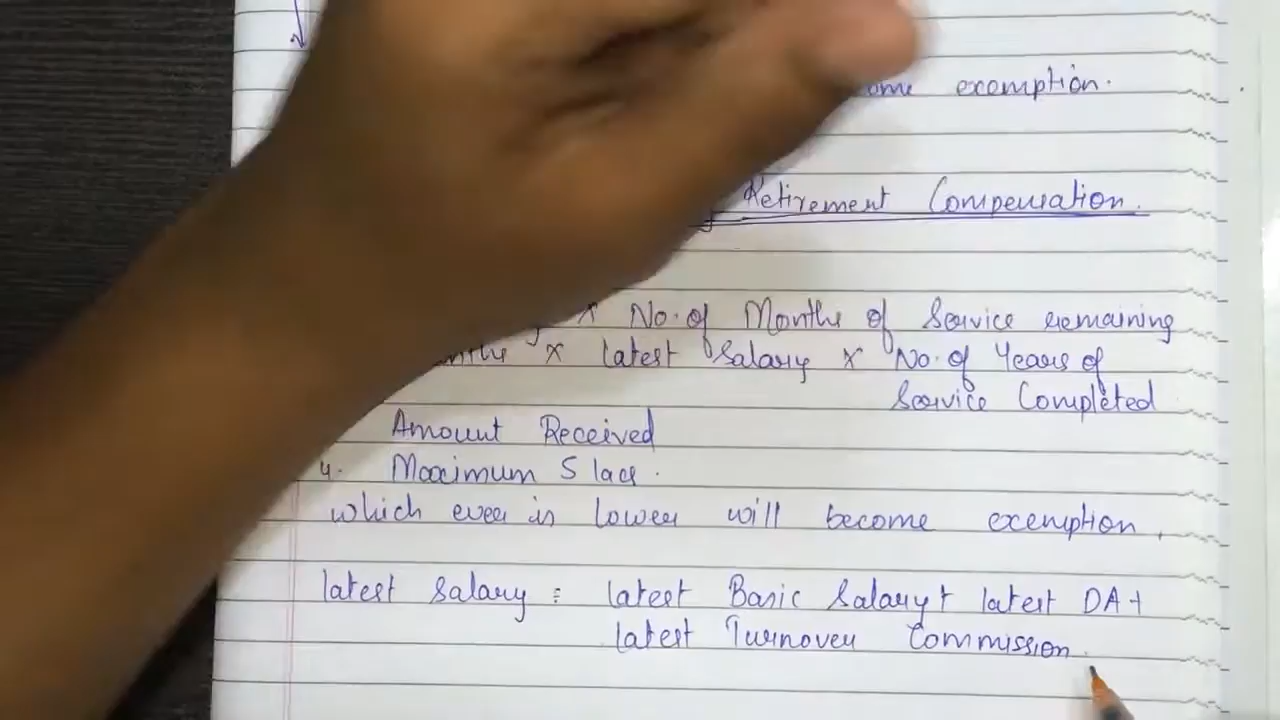 exemption.
Retirement Compensation.
x No. of Months of Service remaining
x latest Salary x No. of Years of
Service Completed
Amount Received
4. Maximum 5 lacs.
which ever is lower will become exemption.
latest Salary = latest Basic Salary + latest DA +
latest Turnover Commission.